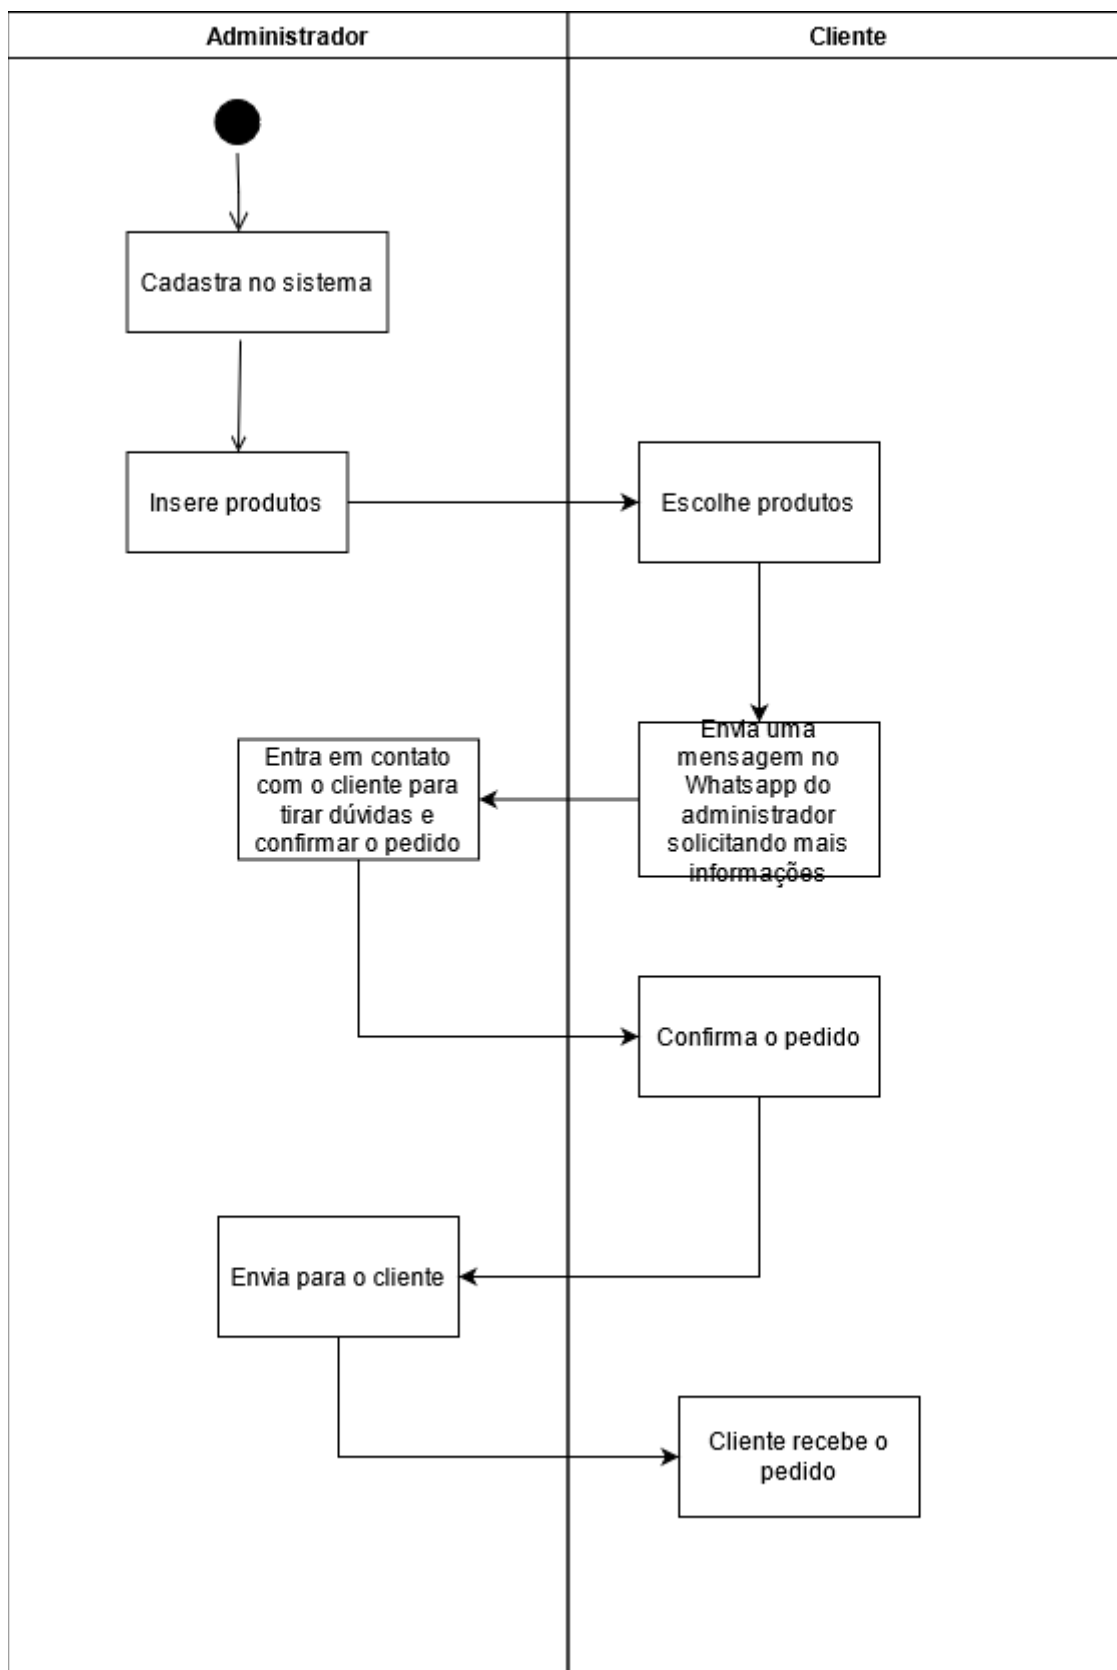 Administrador
Cliente
Cadastra no sistema
Insere produtos
Escolhe produtos
Entra em contato
com o cliente para
tirar dúvidas e
confirmar o pedido
Envia uma
mensagem no
Whatsapp do
administrador
solicitando mais
informações
Confirma o pedido
Envia para o cliente
Cliente recebe o
pedido